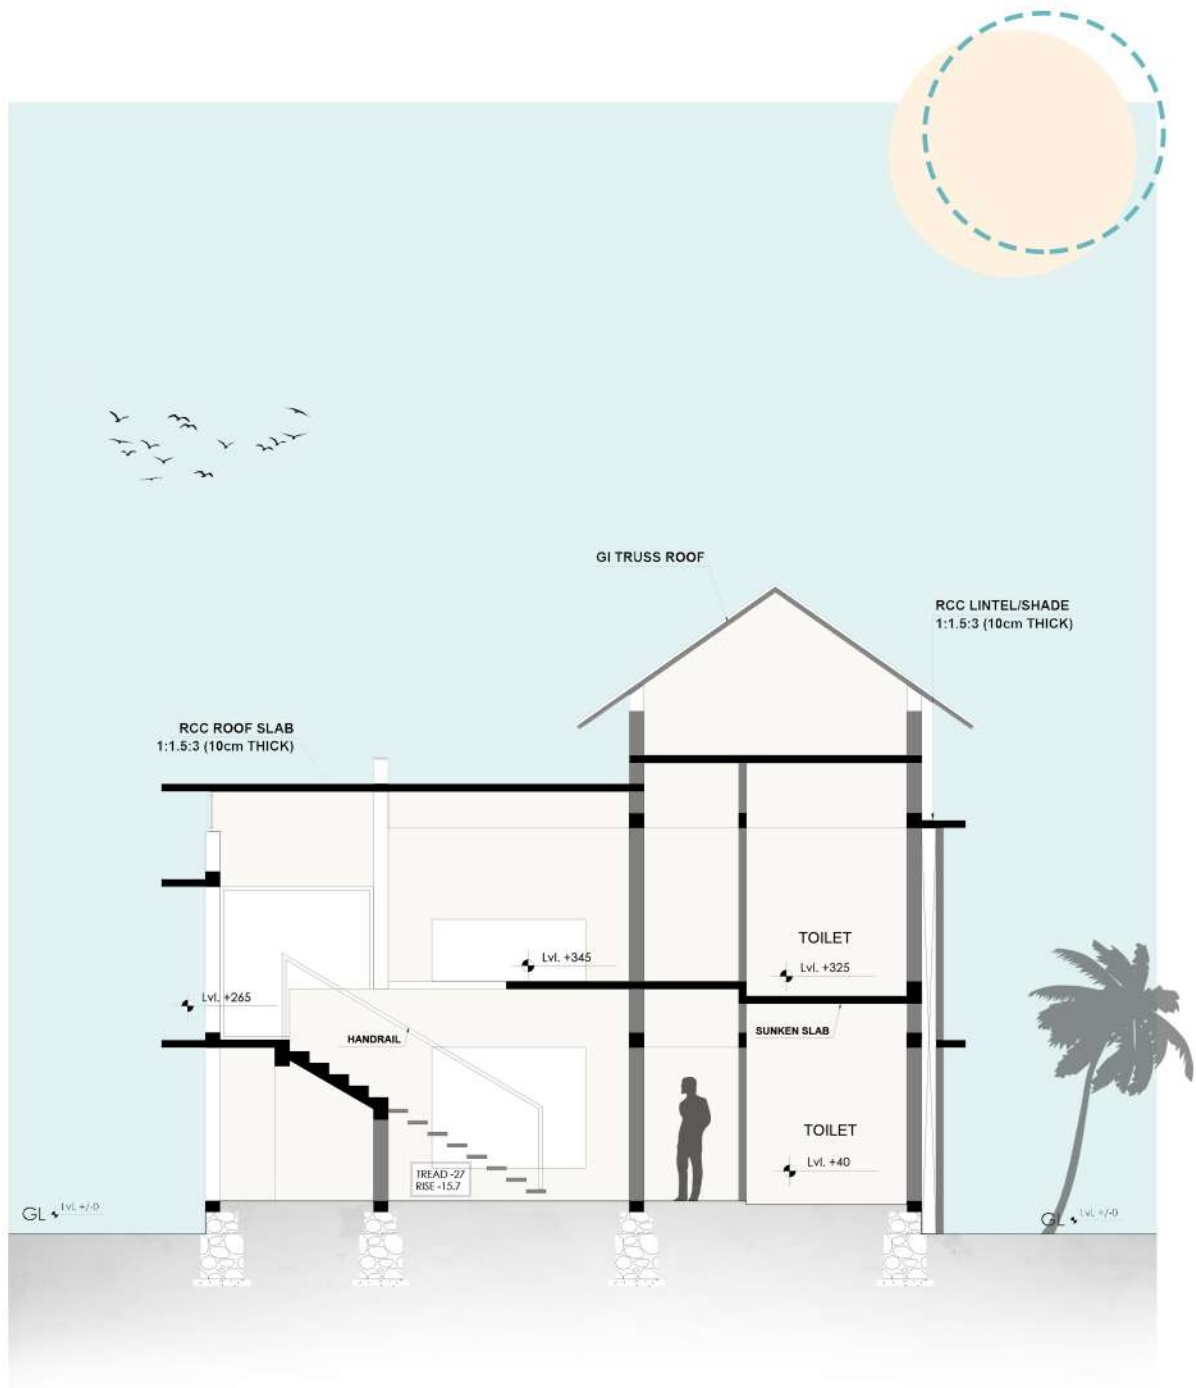 GI TRUSS ROOF
RCC LINTEL/SHADE
1:1.5:3 (10cm THICK)
RCC ROOF SLAB
1:1.5:3 (10cm THICK)
TOILET
Lvl. +345
Lvl. +325
Lvl. +265
HANDRAIL
SUNKEN SLAB
TOILET
Lvl. +40
TREAD -27
RISE -15.7
GL Lvl. +/-0
GL Lvl. +/-0